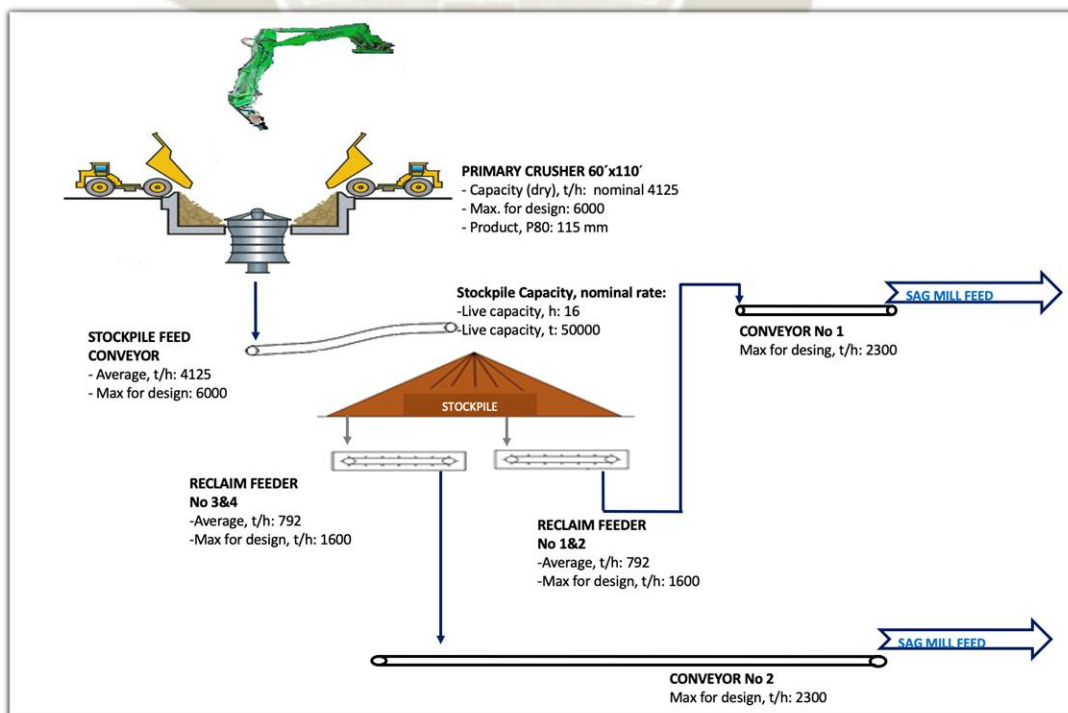 PRIMARY CRUSHER 60´x110´
- Capacity (dry), t/h: nominal 4125
- Max. for design: 6000
- Product, P80: 115 mm
Stockpile Capacity, nominal rate:
-Live capacity, h: 16
-Live capacity, t: 50000
SAG MILL FEED
CONVEYOR No 1
Max for desing, t/h: 2300
STOCKPILE FEED
CONVEYOR
- Average, t/h: 4125
- Max for design: 6000
STOCKPILE
RECLAIM FEEDER
No 3&4
-Average, t/h: 792
-Max for design, t/h: 1600
RECLAIM FEEDER
No 1&2
-Average, t/h: 792
-Max for design, t/h: 1600
SAG MILL FEED
CONVEYOR No 2
Max for design, t/h: 2300